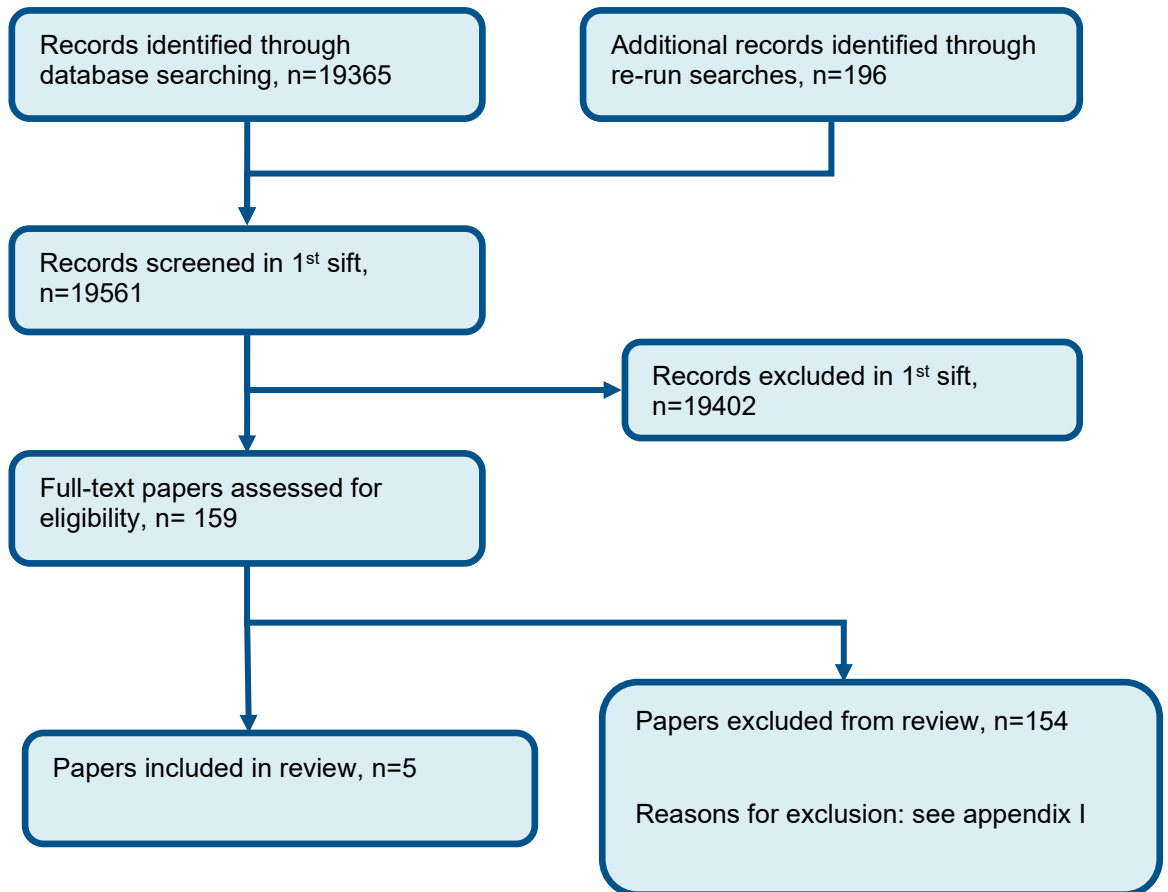 Records identified through
database searching, n=19365
Additional records identified through
re-run searches, n=196
Records screened in 1st sift,
n=19561
Records excluded in 1st sift,
n=19402
Full-text papers assessed for
eligibility, n= 159
Papers included in review, n=5
Papers excluded from review, n=154
Reasons for exclusion: see appendix I